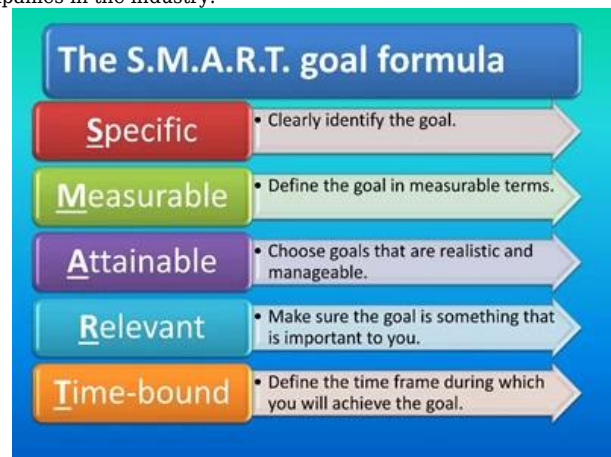 The S.M.A.R.T. goal formula
Specific
• Clearly identify the goal.
Measurable
• Define the goal in measurable terms.
Attainable
• Choose goals that are realistic and
manageable.
Relevant
• Make sure the goal is something that
is important to you.
Time-bound
• Define the time frame during which
you will achieve the goal.